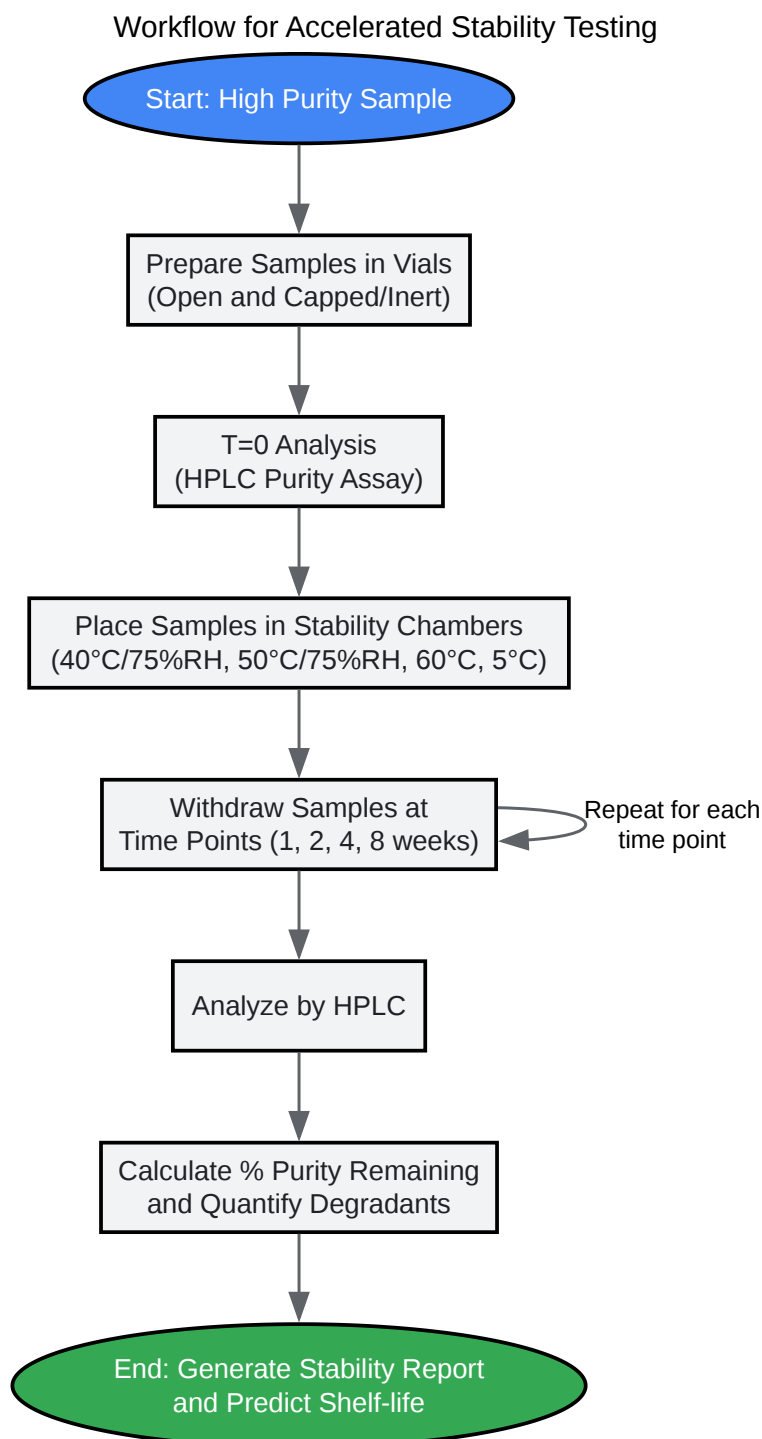 Workflow for Accelerated Stability Testing
Start: High Purity Sample
Prepare Samples in Vials
(Open and Capped/Inert)
T=0 Analysis
(HPLC Purity Assay)
Place Samples in Stability Chambers
(40°C/75%RH, 50°C/75%RH, 60°C, 5°C)
Withdraw Samples at
Time Points (1, 2, 4, 8 weeks)
Repeat for each
time point
Analyze by HPLC
Calculate % Purity Remaining
and Quantify Degradants
End: Generate Stability Report
and Predict Shelf-life